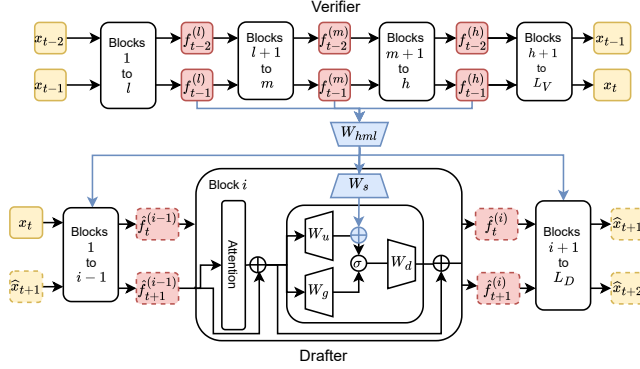 Verifier
x_{t-2}
Blocks
1
to
l
f_{t-2}^{(l)}
Blocks
l + 1
to
m
f_{t-2}^{(m)}
Blocks
m + 1
to
h
f_{t-2}^{(h)}
Blocks
h + 1
to
L_V
x_{t-1}
x_{t-1}
f_{t-1}^{(l)}
f_{t-1}^{(m)}
f_{t-1}^{(h)}
x_t
W_{hml}
Block i
W_s
x_t
Blocks
1
to
i − 1
\hat{f}_t^{(i-1)}
Attention
W_u
σ
W_d
W_g
\hat{f}_t^{(i)}
Blocks
i + 1
to
L_D
\hat{x}_{t+1}
\hat{x}_{t+1}
\hat{f}_{t+1}^{(i-1)}
\hat{f}_{t+1}^{(i)}
\hat{x}_{t+2}
Drafter